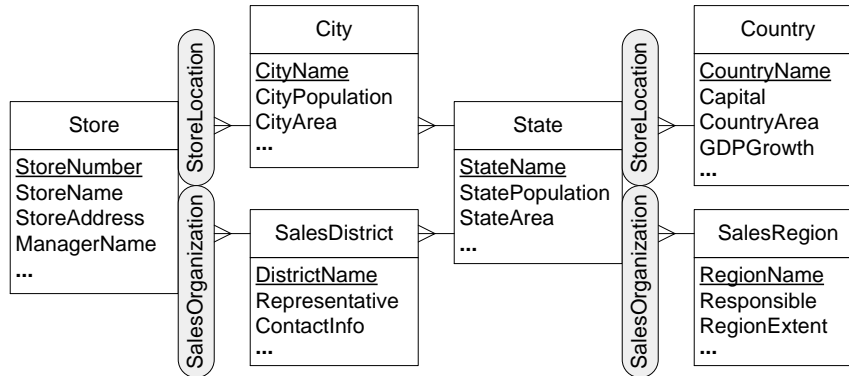 Store
StoreNumber
StoreName
StoreAddress
ManagerName
...
StoreLocation
SalesOrganization
City
CityName
CityPopulation
CityArea
...
SalesDistrict
DistrictName
Representative
ContactInfo
...
State
StateName
StatePopulation
StateArea
...
StoreLocation
SalesOrganization
Country
CountryName
Capital
CountryArea
GDPGrowth
...
SalesRegion
RegionName
Responsible
RegionExtent
...